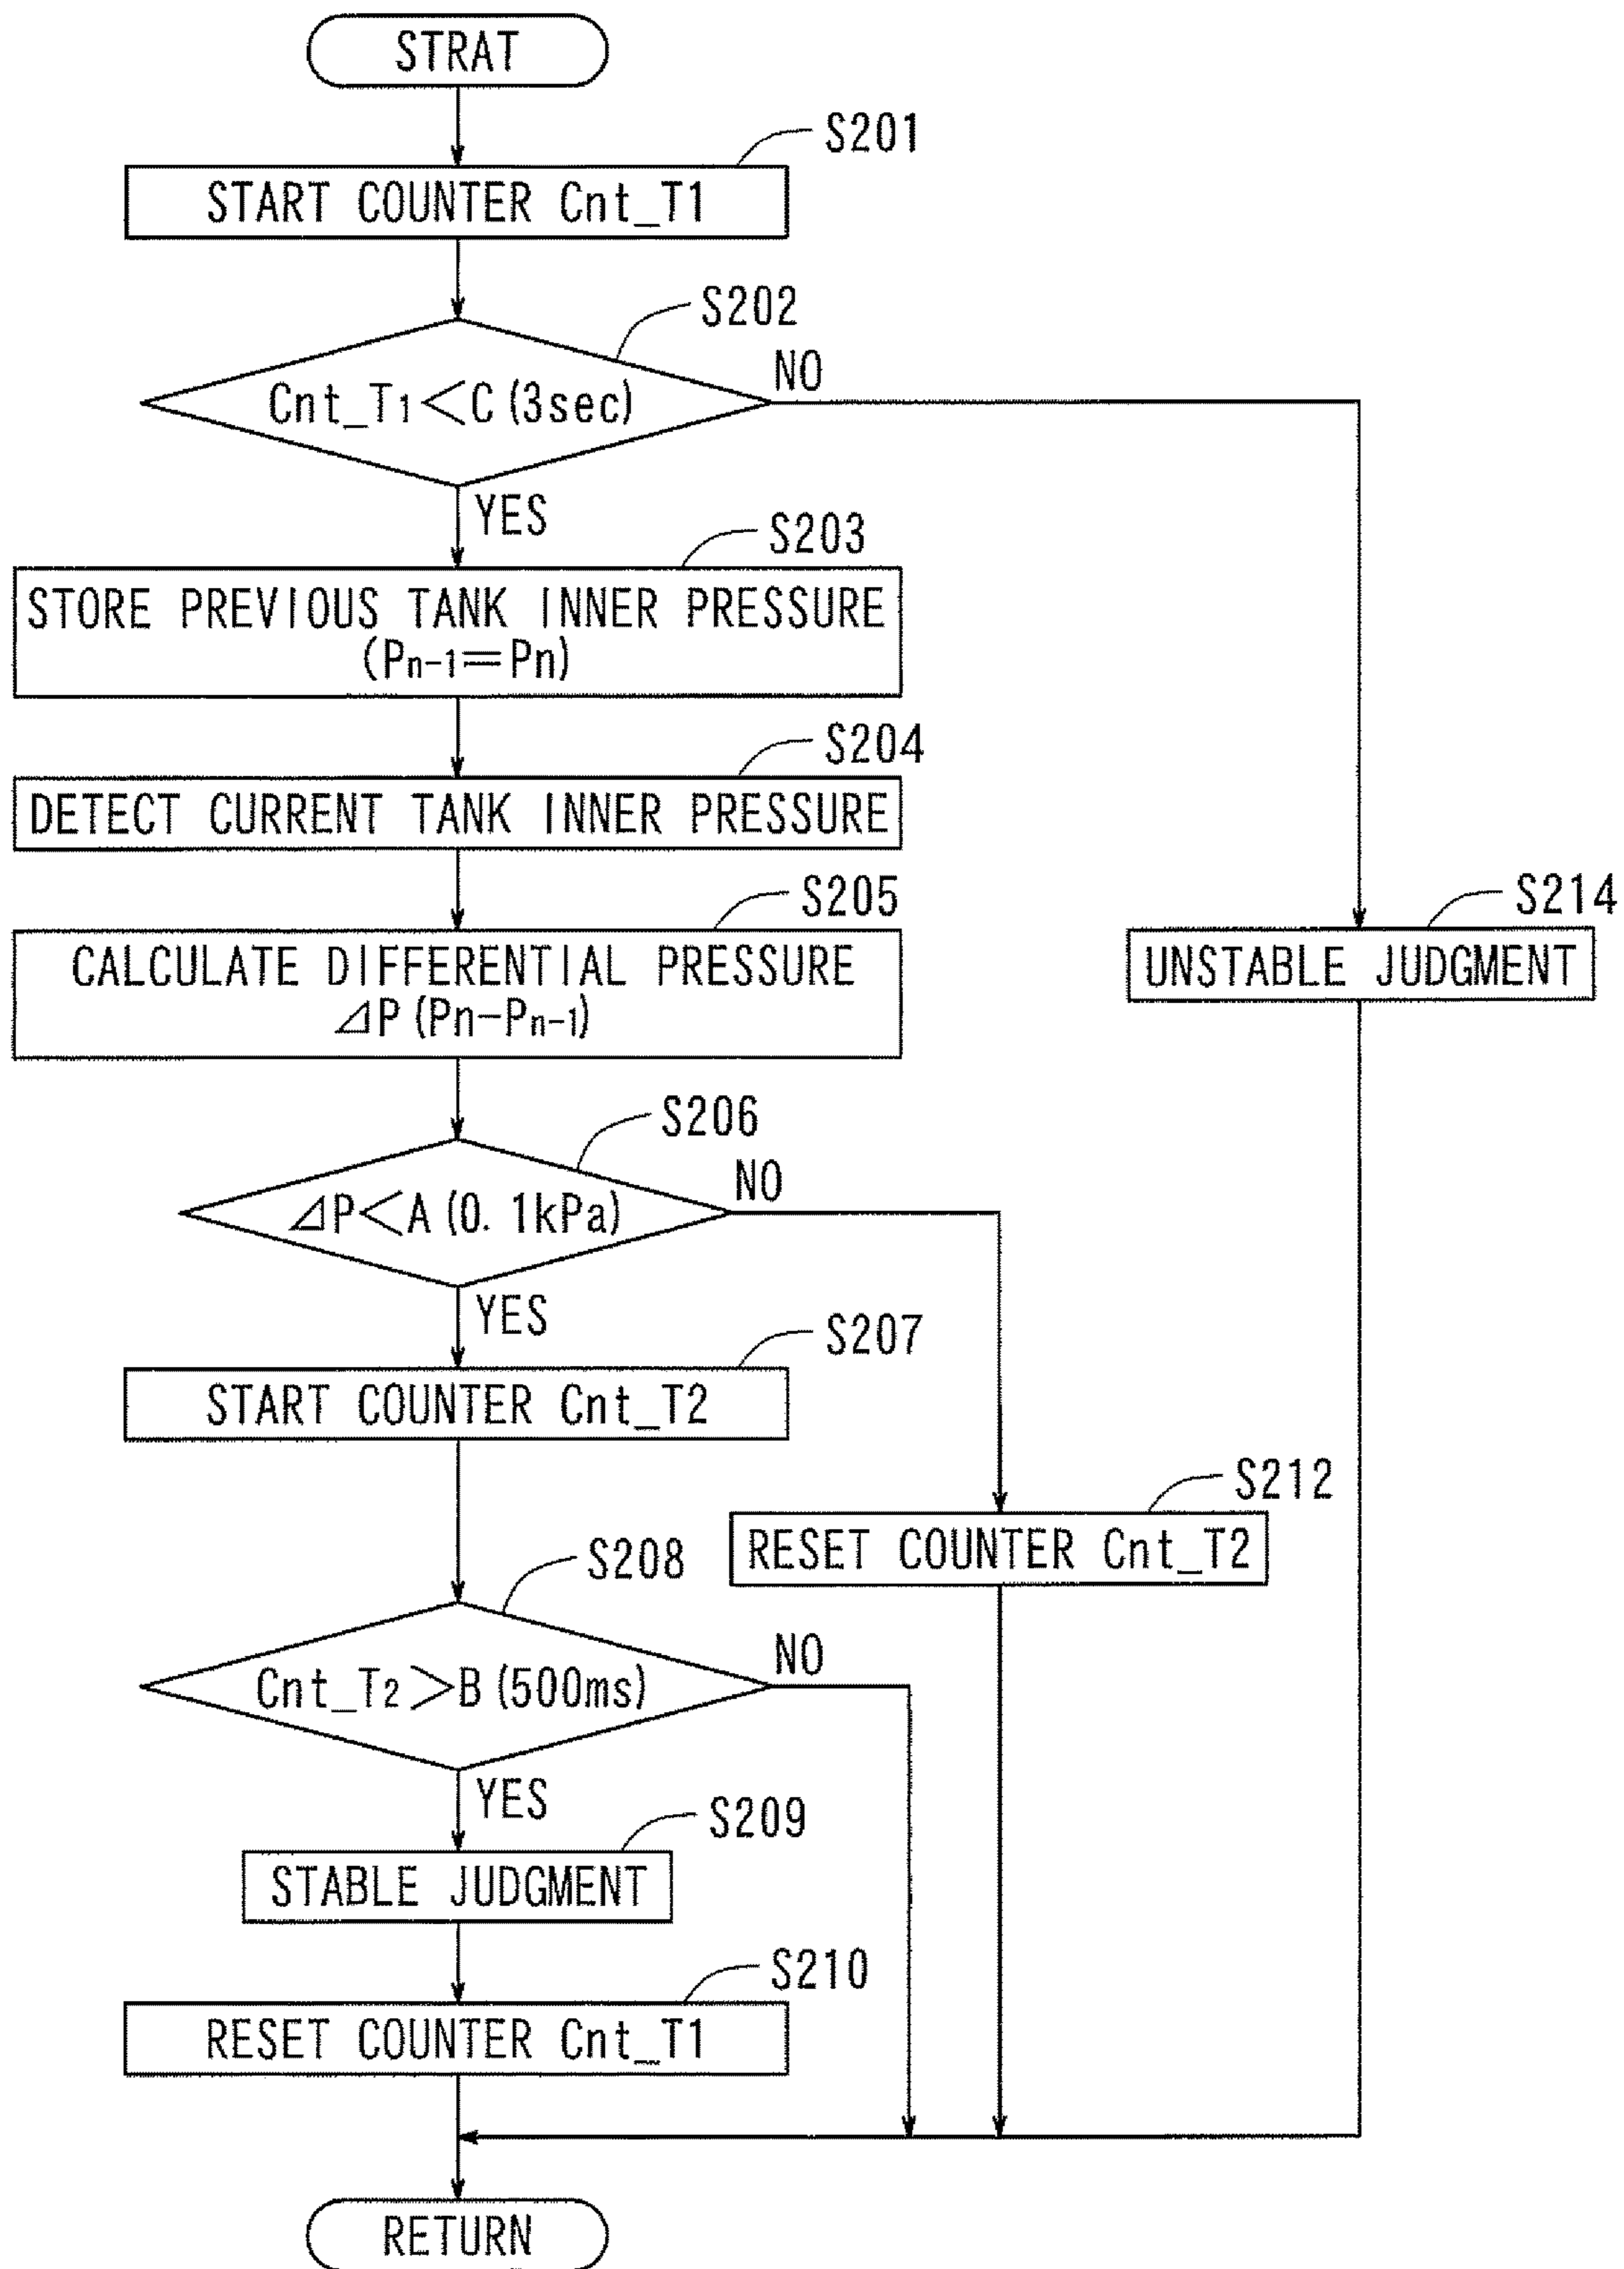 STRAT
S201
START COUNTER Cnt_T1
S202
Cnt_T1<C(3sec)
NO
YES
S203
STORE PREVIOUS TANK INNER PRESSURE
(Pn-1=Pn)
S204
DETECT CURRENT TANK INNER PRESSURE
S205
CALCULATE DIFFERENTIAL PRESSURE
⊿P(Pn-Pn-1)
S214
UNSTABLE JUDGMENT
S206
⊿P<A(0.1kPa)
NO
YES
S207
START COUNTER Cnt_T2
S212
RESET COUNTER Cnt_T2
S208
Cnt_T2>B(500ms)
NO
YES
S209
STABLE JUDGMENT
S210
RESET COUNTER Cnt_T1
RETURN